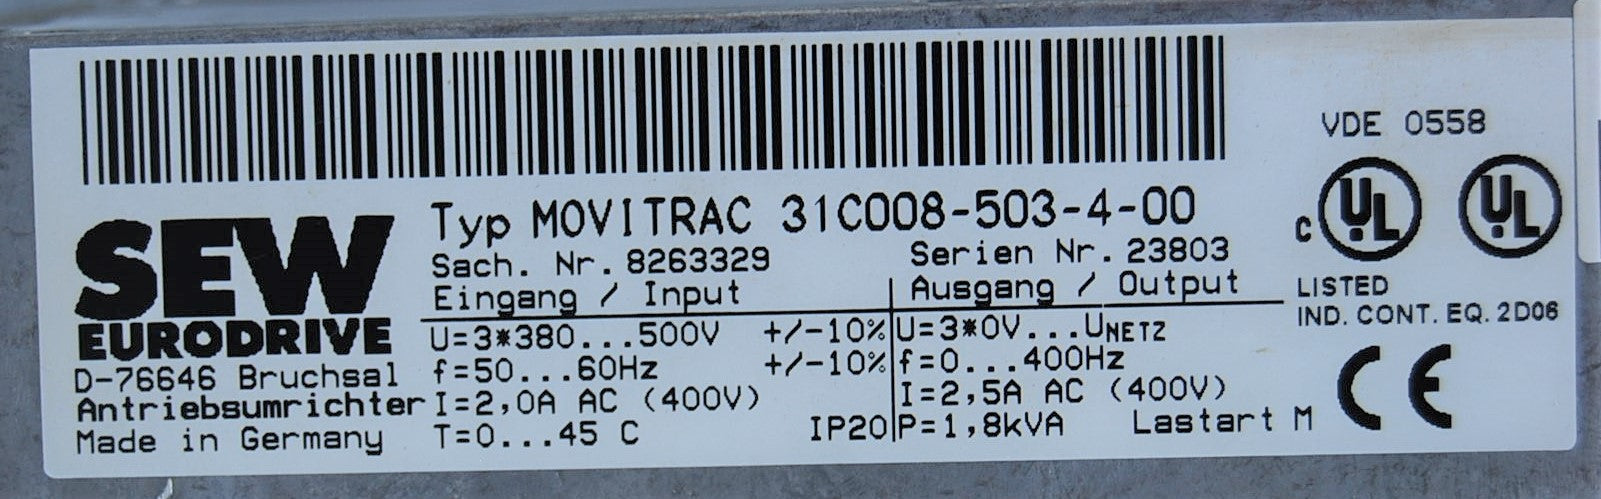 VDE 0558
SEW
EURODRIVE
D-76646 Bruchsal
Antriebsumrichter
Made in Germany
Typ MOVITRAC 31C008-503-4-00
Sach. Nr. 8263329 Serien Nr. 23803
Eingang / Input Ausgang / Output
U=3*380...500V +/-10% U=3*0V...UNETZ
f=50...60Hz +/-10% f=0...400Hz
I=2,0A AC (400V) I=2,5A AC (400V)
T=0...45 C IP20 P=1,8kVA Lastart M
c UL UL
LISTED
IND. CONT. EQ. 2D06
CE